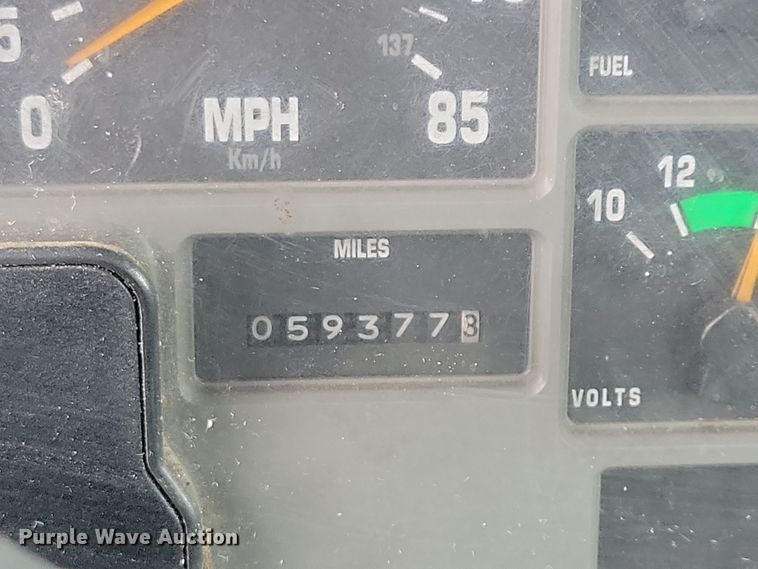 5
0
MPH
Km/h
137
85
FUEL
10
12
VOLTS
MILES
0593778
Purple Wave Auction